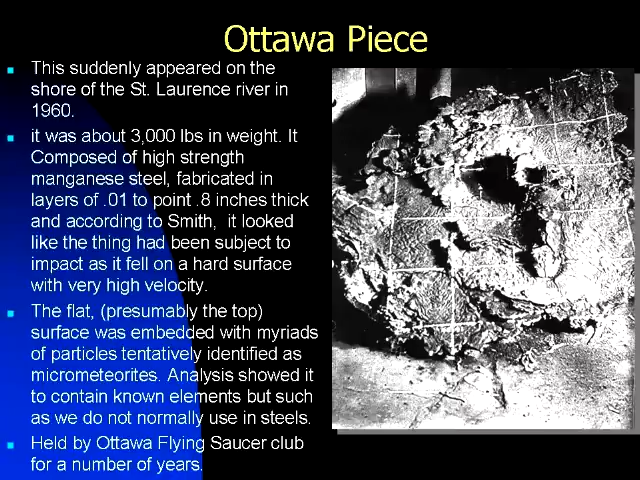 Ottawa Piece
This suddenly appeared on the
shore of the St. Laurence river in
1960.
it was about 3,000 lbs in weight. It
Composed of high strength
manganese steel, fabricated in
layers of .01 to point .8 inches thick
and according to Smith,  it looked
like the thing had been subject to
impact as it fell on a hard surface
with very high velocity.
The flat, (presumably the top)
surface was embedded with myriads
of particles tentatively identified as
micrometeorites. Analysis showed it
to contain known elements but such
as we do not normally use in steels.
Held by Ottawa Flying Saucer club
for a number of years.